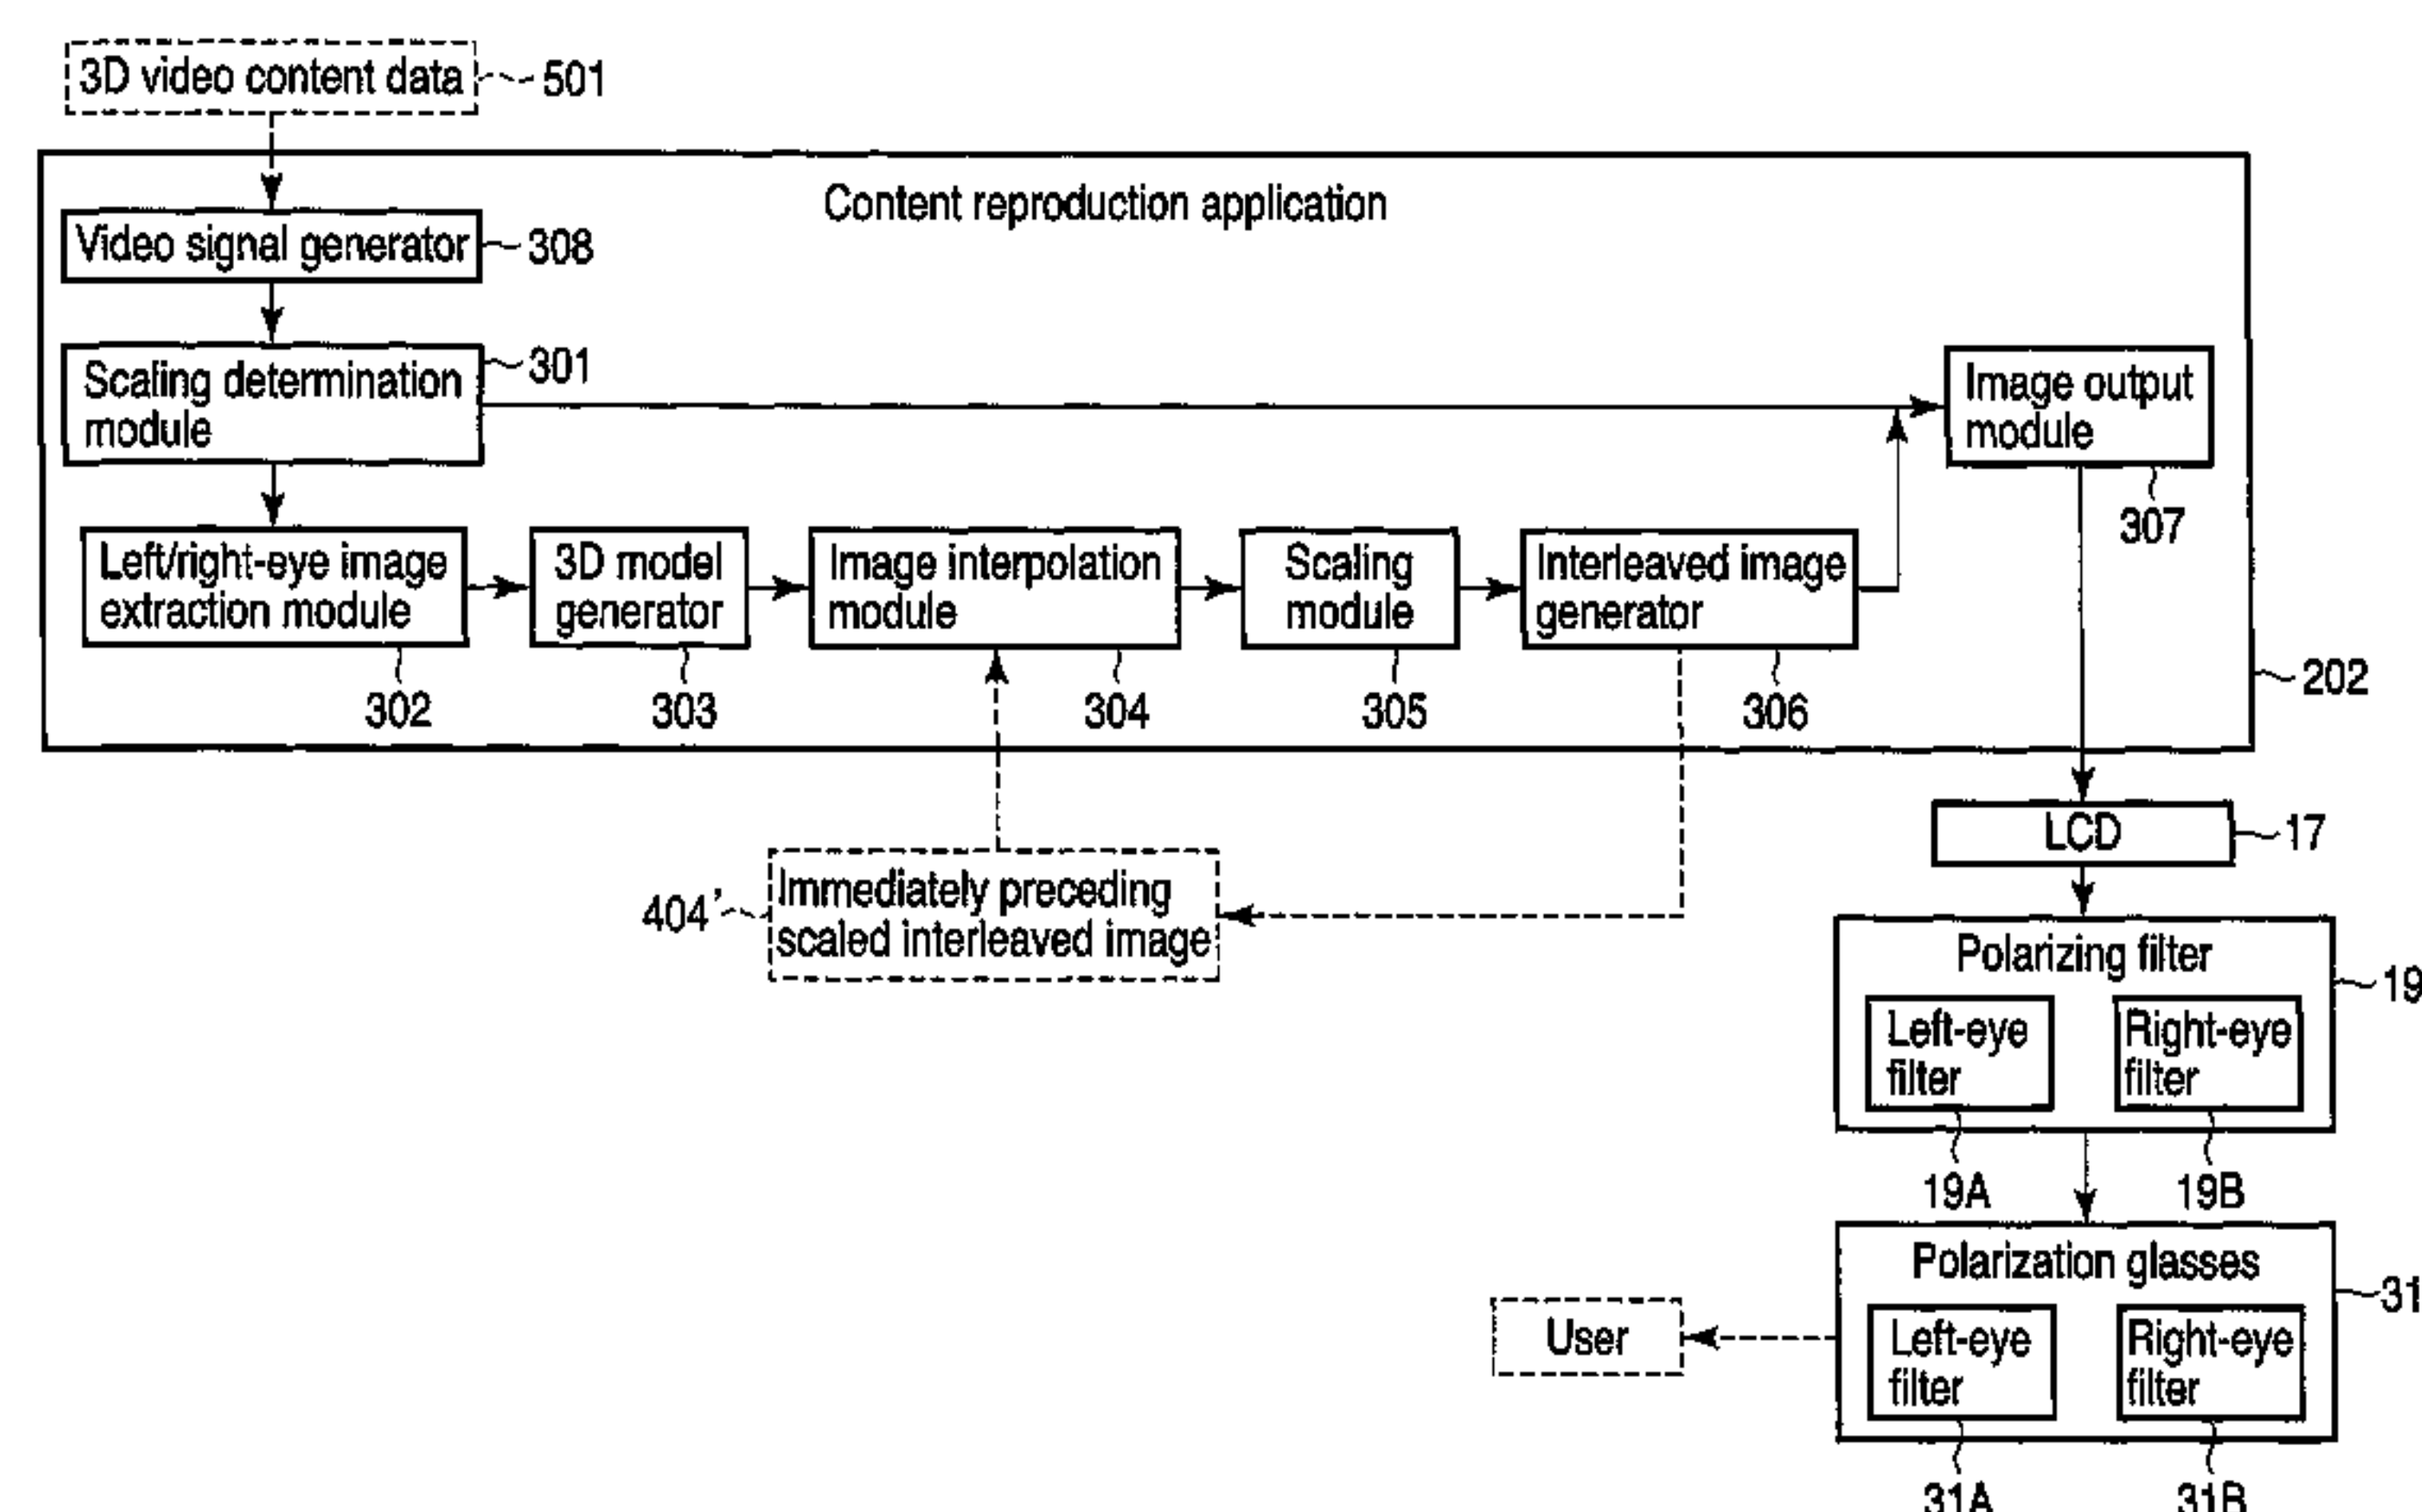 3D video content data
501
Content reproduction application
Video signal generator
308
Scaling determination
module
301
Image output
module
307
Left/right-eye image
extraction module
302
3D model
generator
303
Image interpolation
module
304
Scaling
module
305
Interleaved image
generator
306
202
LCD
17
404'
Immediately preceding
scaled interleaved image
Polarizing filter
19
Left-eye
filter
Right-eye
filter
19A
19B
Polarization glasses
31
User
Left-eye
filter
Right-eye
filter
31A
31B